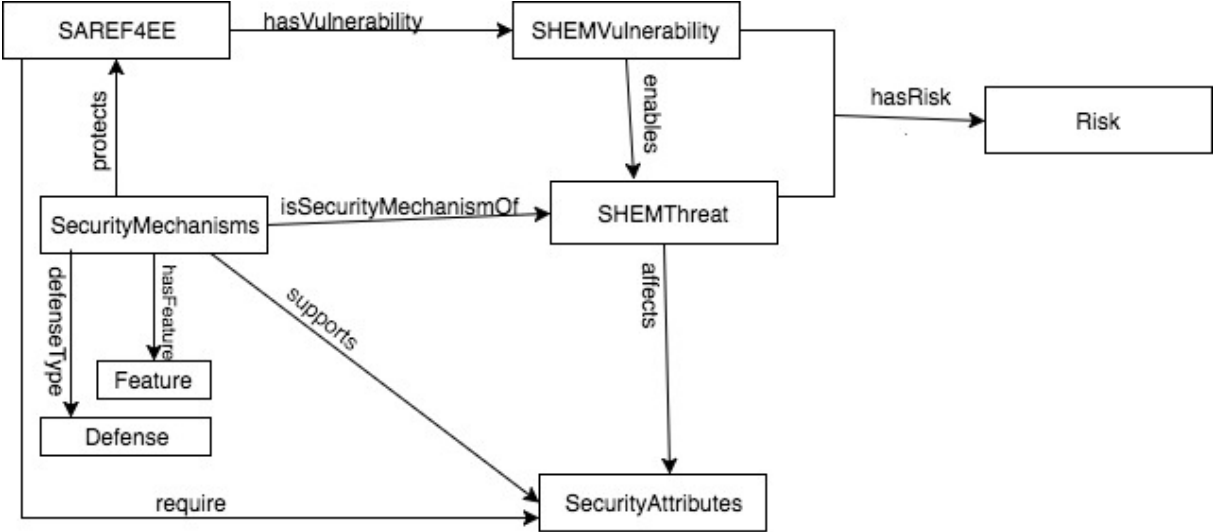 SAREF4EE
hasVulnerability
SHEMVulnerability
hasRisk
Risk
protects
enables
SecurityMechanisms
isSecurityMechanismOf
SHEMThreat
defenseType
hasFeature
supports
affects
Feature
Defense
require
SecurityAttributes